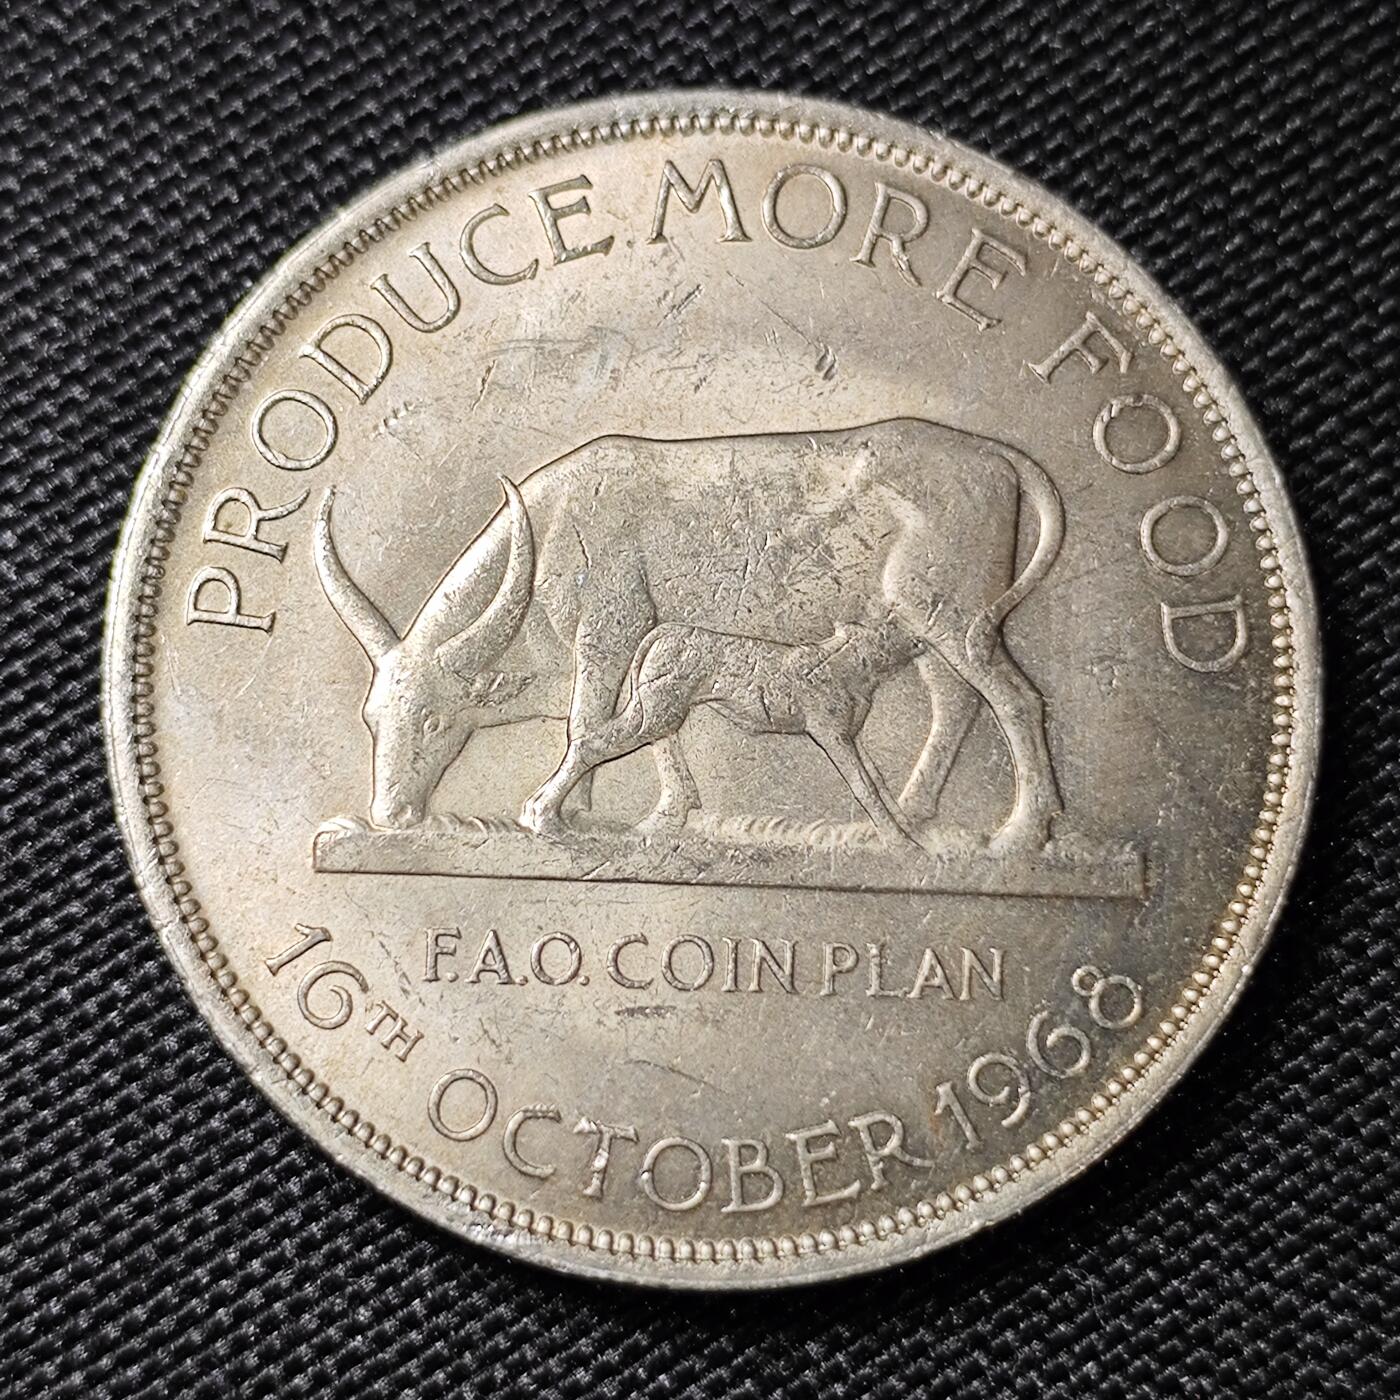 PRODUCE MORE FOOD
F.A.O. COIN PLAN
16TH OCTOBER 1968